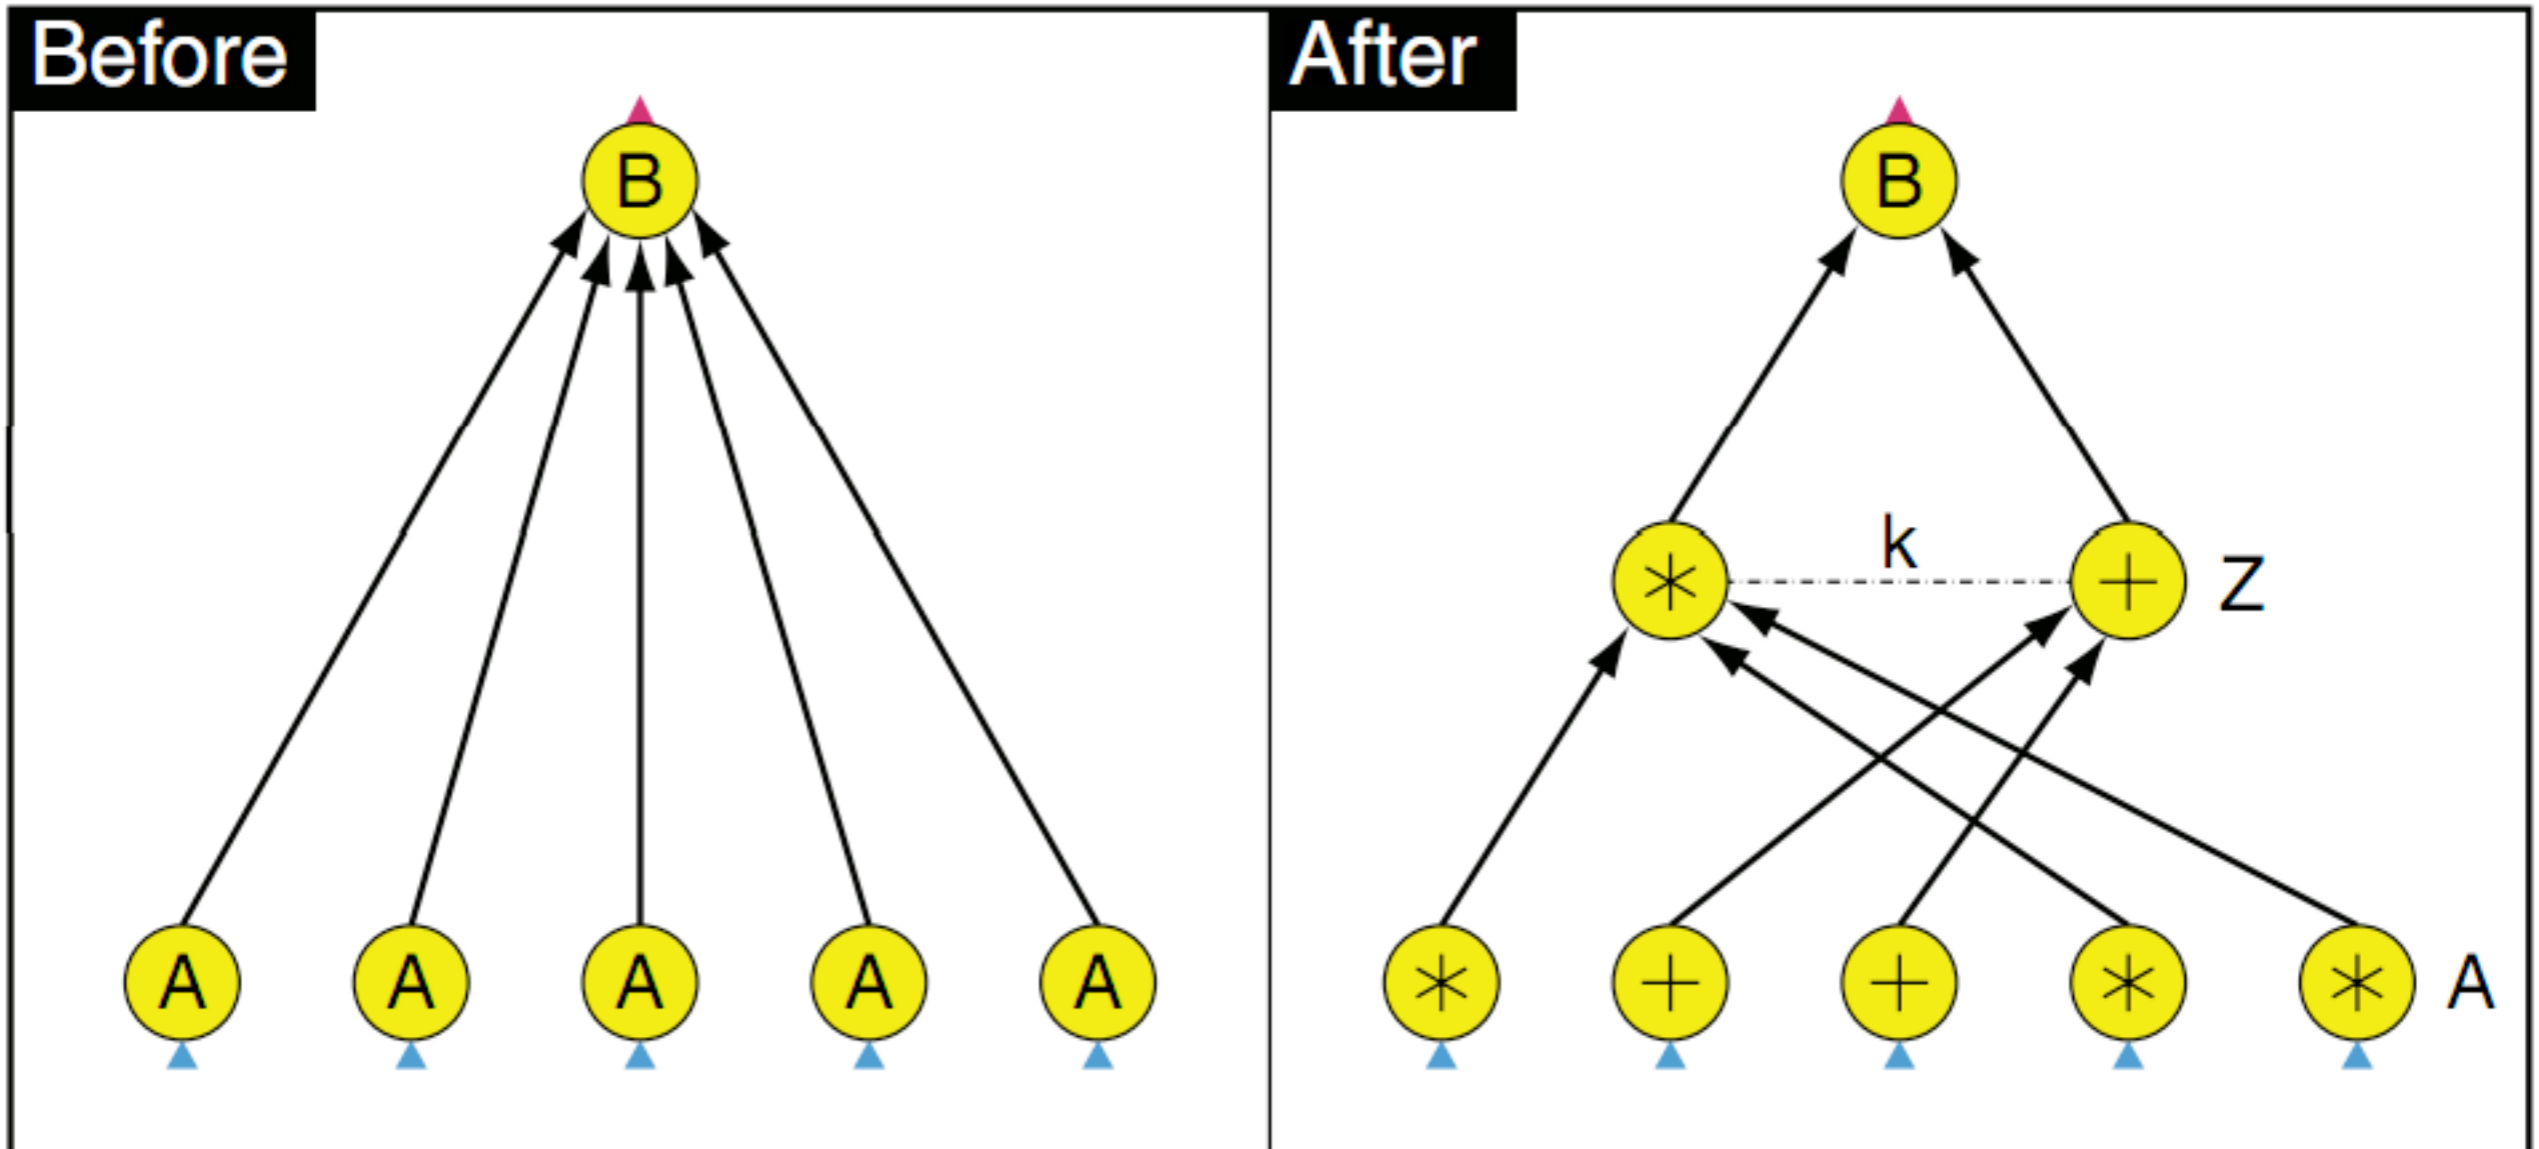 Before
B
A A A A A
After
B
* k + Z
* + + * * A